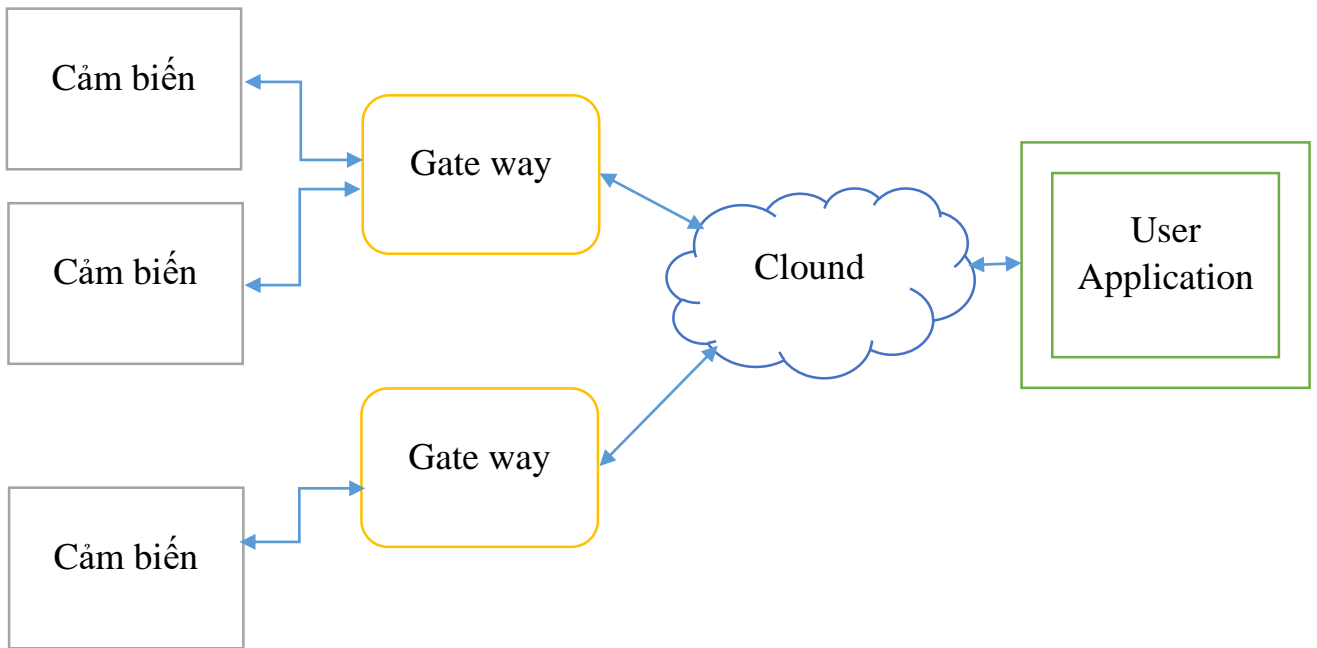 Cảm biến
Gate way
Cảm biến
Clound
User
Application
Gate way
Cảm biến